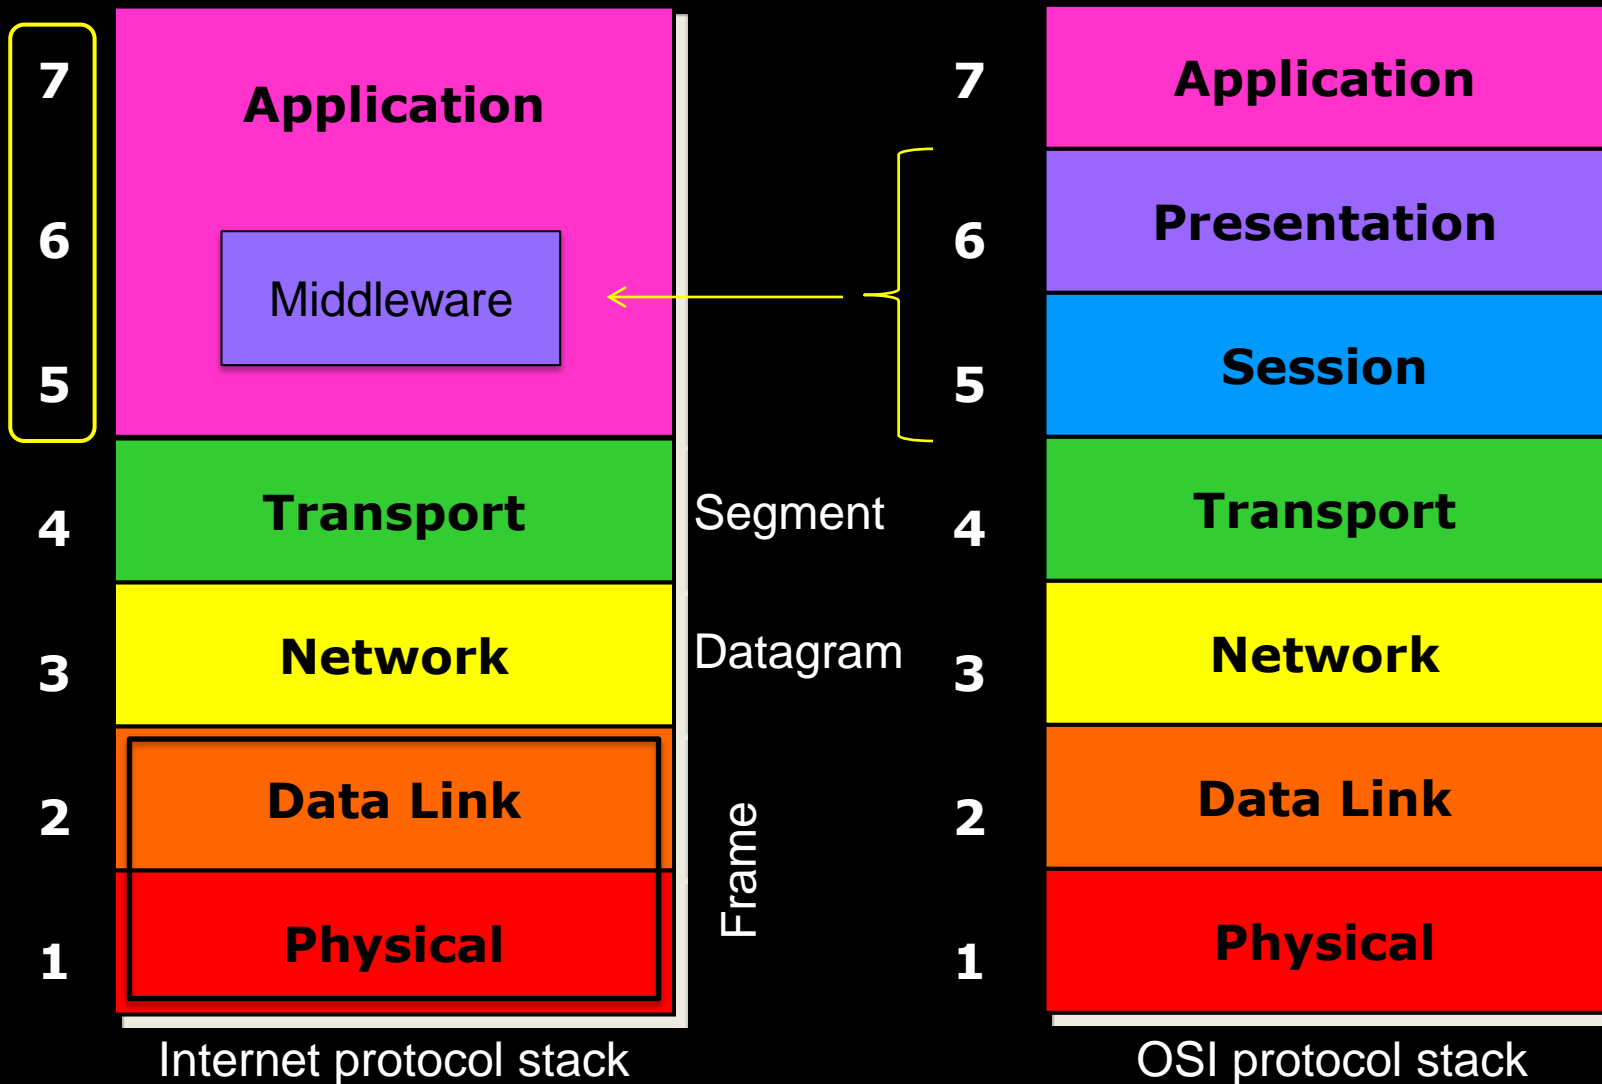 7
Application
6
Middleware
5
4
Transport
Segment
3
Network
Datagram
2
Data Link
1
Physical
Frame
Internet protocol stack
7
Application
6
Presentation
5
Session
4
Transport
3
Network
2
Data Link
1
Physical
OSI protocol stack